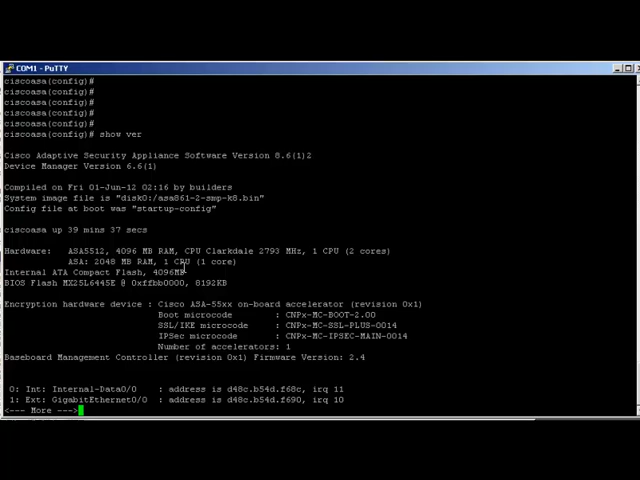 COM1 - PuTTY
ciscoasa(config)#
ciscoasa(config)#
ciscoasa(config)#
ciscoasa(config)#
ciscoasa(config)#
ciscoasa(config)# show ver
Cisco Adaptive Security Appliance Software Version 8.6(1)2
Device Manager Version 6.6(1)
Compiled on Fri 01-Jun-12 02:16 by builders
System image file is "disk0:/asa861-2-smp-k8.bin"
Config file at boot was "startup-config"
ciscoasa up 39 mins 37 secs
Hardware: ASA5512, 4096 MB RAM, CPU Clarkdale 2793 MHz, 1 CPU (2 cores)
ASA: 2048 MB RAM, 1 CPU (1 core)
Internal ATA Compact Flash, 4096MB
BIOS Flash MX25L6445E @ 0xffbb0000, 8192KB
Encryption hardware device : Cisco ASA-55xx on-board accelerator (revision 0x1)
Boot microcode : CNPx-MC-BOOT-2.00
SSL/IKE microcode : CNPx-MC-SSL-PLUS-0014
IPSec microcode : CNPx-MC-IPSEC-MAIN-0014
Number of accelerators: 1
Baseboard Management Controller (revision 0x1) Firmware Version: 2.4
0: Int: Internal-Data0/0 : address is d48c.b54d.f68c, irq 11
1: Ext: GigabitEthernet0/0 : address is d48c.b54d.f690, irq 10
<--- More --->